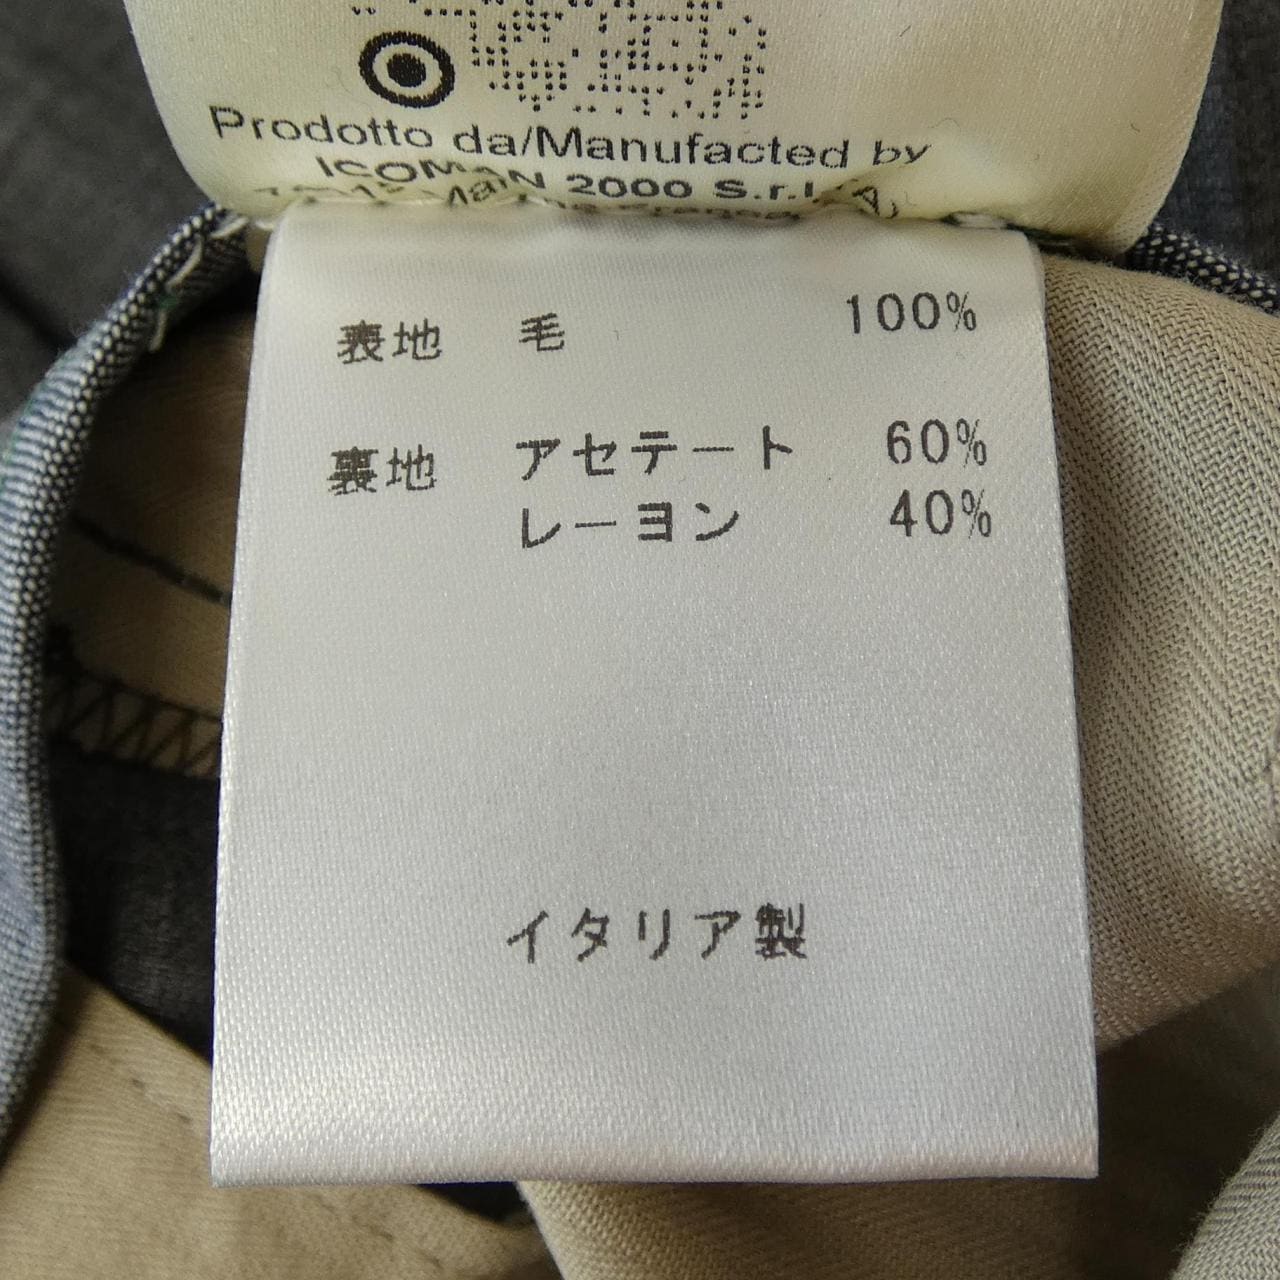 Prodotto da/Manufactured by
ICOMAN 2000 S.r.l.
表地 毛 100%
裏地 アセテート 60%
レーヨン 40%
イタリア製